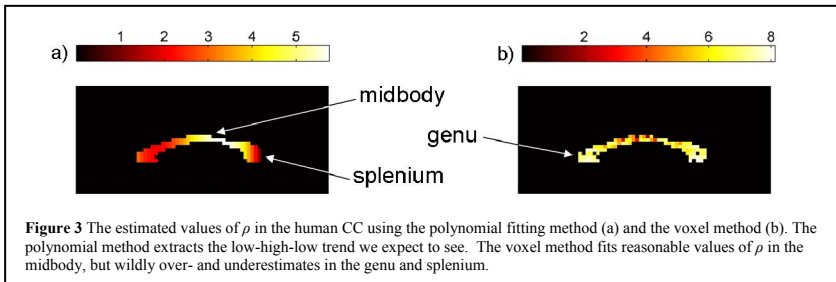 a)
1 2 3 4 5
b)
2 4 6 8
midbody
genu
splenium
Figure 3 The estimated values of ρ in the human CC using the polynomial fitting method (a) and the voxel method (b). The
polynomial method extracts the low-high-low trend we expect to see. The voxel method fits reasonable values of ρ in the
midbody, but wildly over- and underestimates in the genu and splenium.